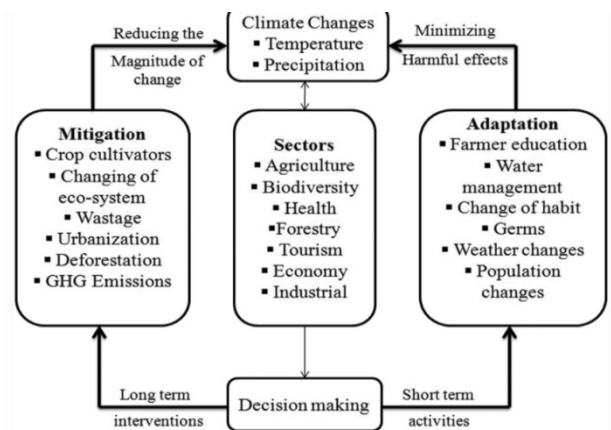 Climate Changes
▪ Temperature
▪ Precipitation
Reducing the
Magnitude of
change
Minimizing
Harmful effects
Mitigation
▪ Crop cultivators
▪ Changing of
eco-system
▪ Wastage
▪ Urbanization
▪ Deforestation
▪ GHG Emissions
Sectors
▪ Agriculture
▪ Biodiversity
▪ Health
▪ Forestry
▪ Tourism
▪ Economy
▪ Industrial
Adaptation
▪ Farmer education
▪ Water
management
▪ Change of habit
▪ Germs
▪ Weather changes
▪ Population
changes
Long term
interventions
Decision making
Short term
activities